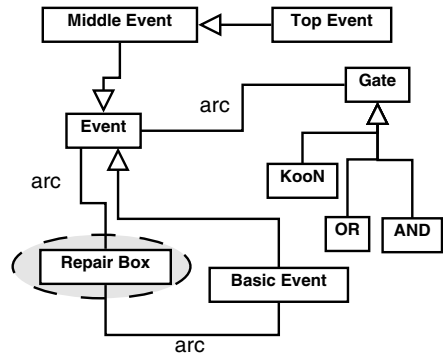 Middle Event
Top Event
Gate
arc
Event
KooN
arc
OR
AND
Repair Box
Basic Event
arc